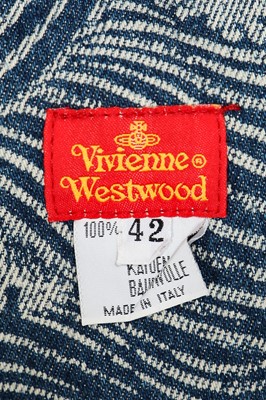 Vivienne ®
Westwood
100% 42
KATOEN
BAUMWOLLE
MADE IN ITALY